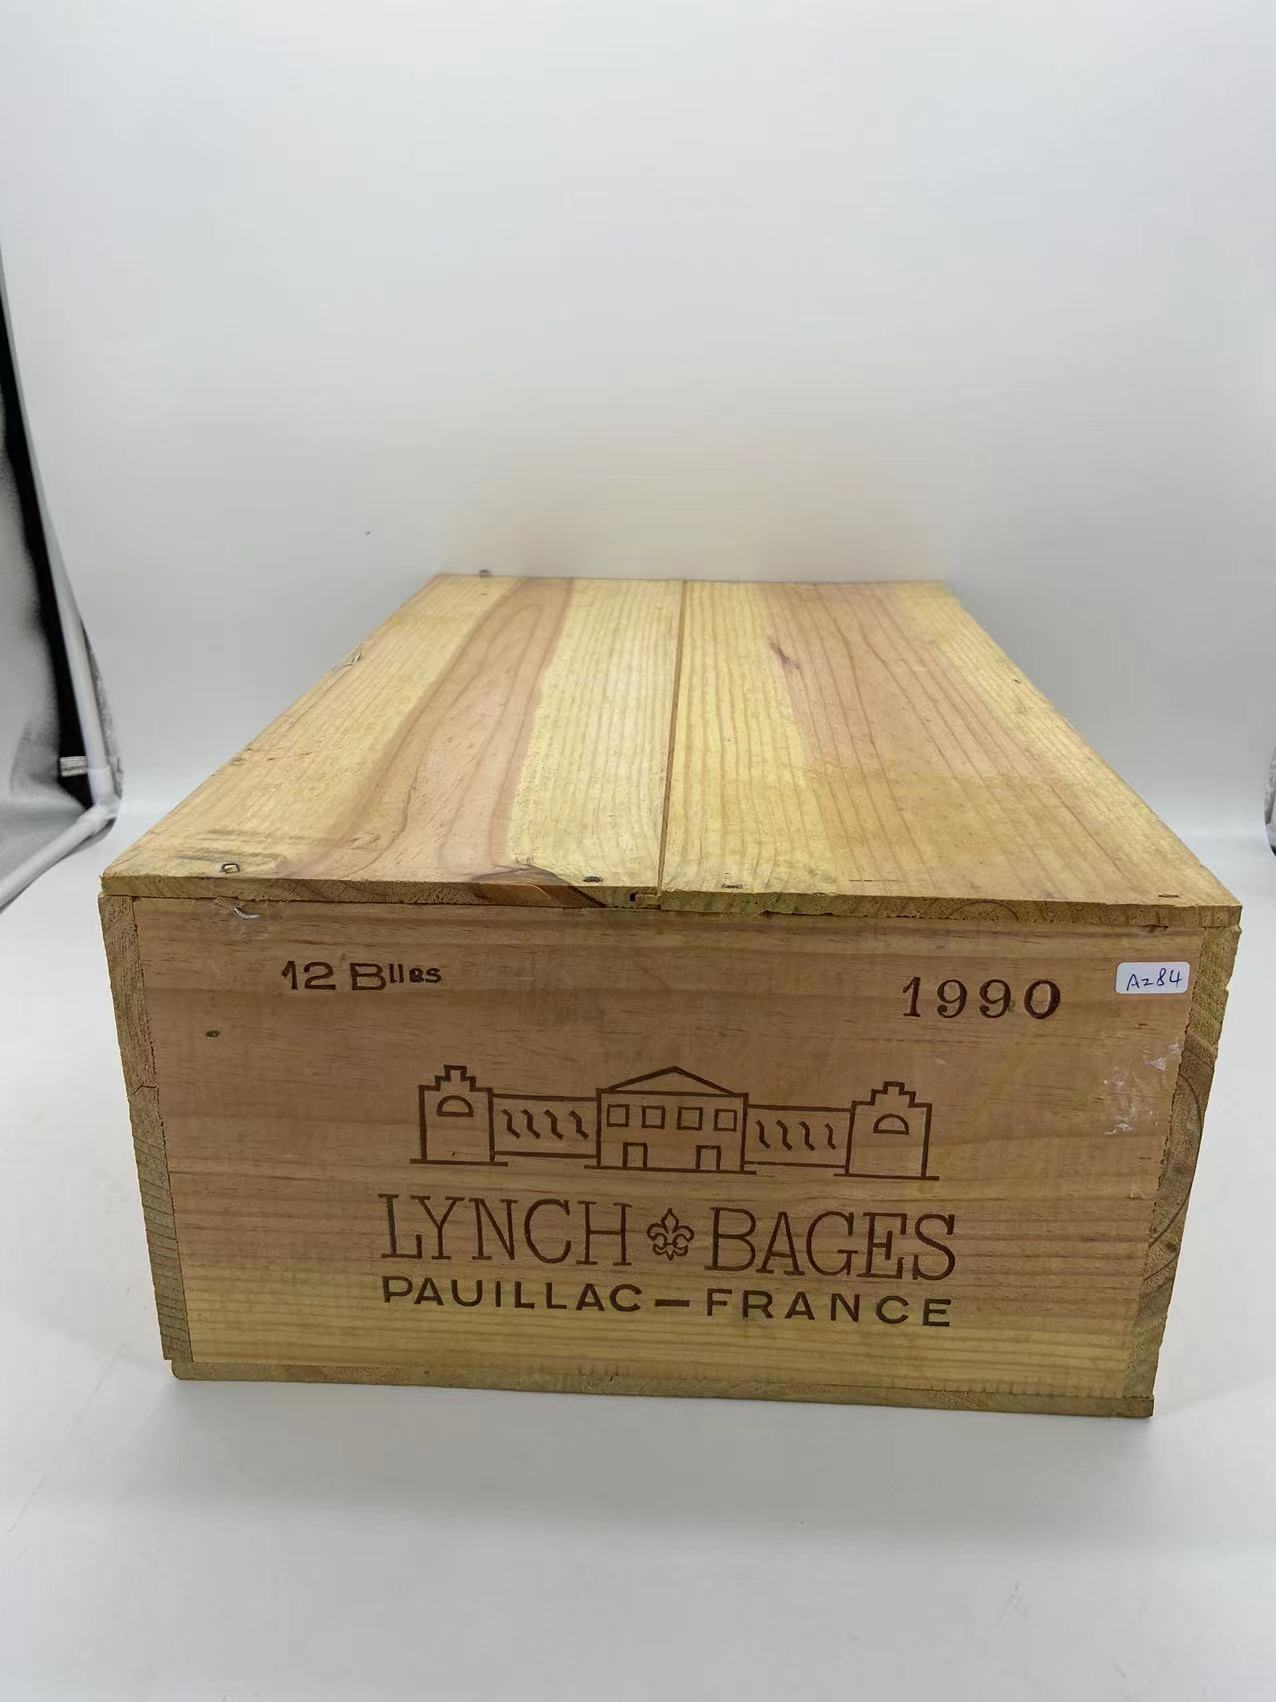 12 Blles
1990
A284
LYNCH BAGES
PAUILLAC-FRANCE